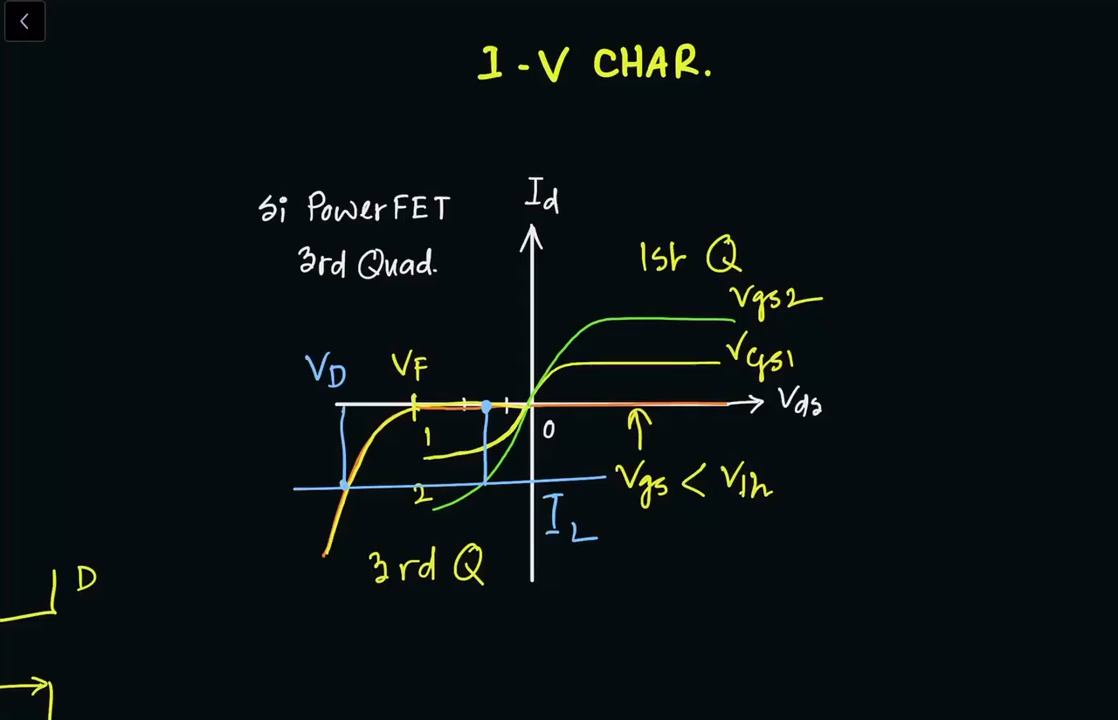 I-V CHAR.
Si PowerFET
3rd Quad.
Id
1st Q
Vgs2
Vgs1
VD
VF
Vds
0
1
2
Vgs < Vth
IL
3rd Q
D